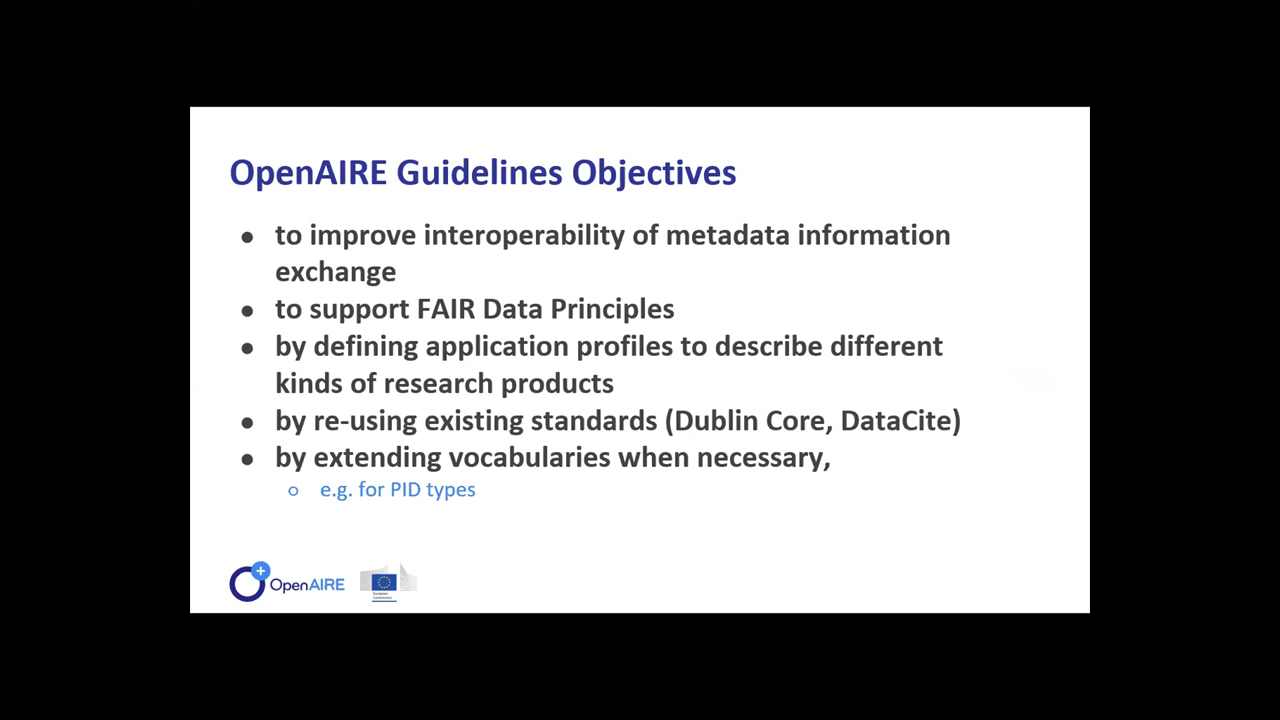 OpenAIRE Guidelines Objectives
● to improve interoperability of metadata information
exchange
● to support FAIR Data Principles
● by defining application profiles to describe different
kinds of research products
● by re-using existing standards (Dublin Core, DataCite)
● by extending vocabularies when necessary,
○ e.g. for PID types
OpenAIRE
European
Commission